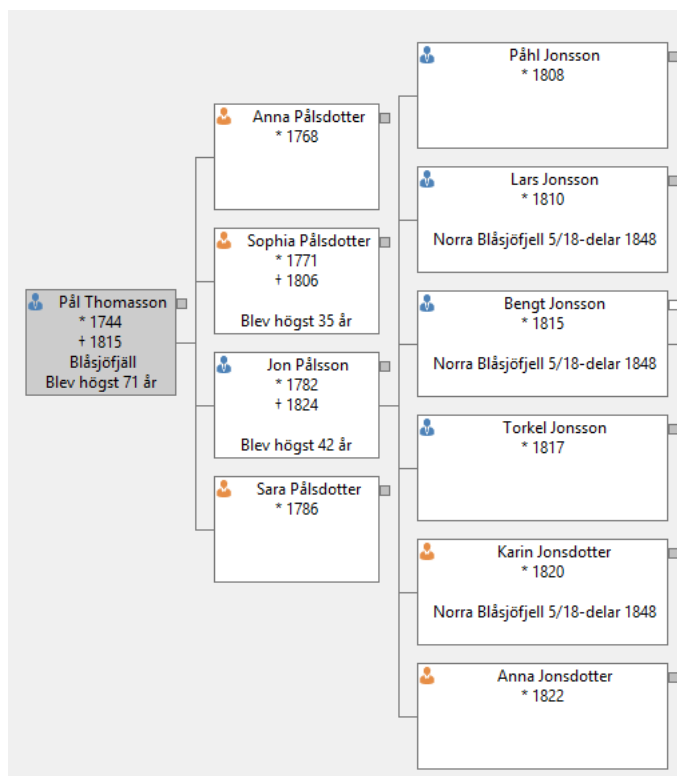 Pål Thomasson
* 1744
+ 1815
Blåsjöfjäll
Blev högst 71 år
Anna Pålsdotter
* 1768
Sophia Pålsdotter
* 1771
+ 1806
Blev högst 35 år
Jon Pålsson
* 1782
+ 1824
Blev högst 42 år
Sara Pålsdotter
* 1786
Påhl Jonsson
* 1808
Lars Jonsson
* 1810
Norra Blåsjöfjell 5/18-delar 1848
Bengt Jonsson
* 1815
Norra Blåsjöfjell 5/18-delar 1848
Torkel Jonsson
* 1817
Karin Jonsdotter
* 1820
Norra Blåsjöfjell 5/18-delar 1848
Anna Jonsdotter
* 1822